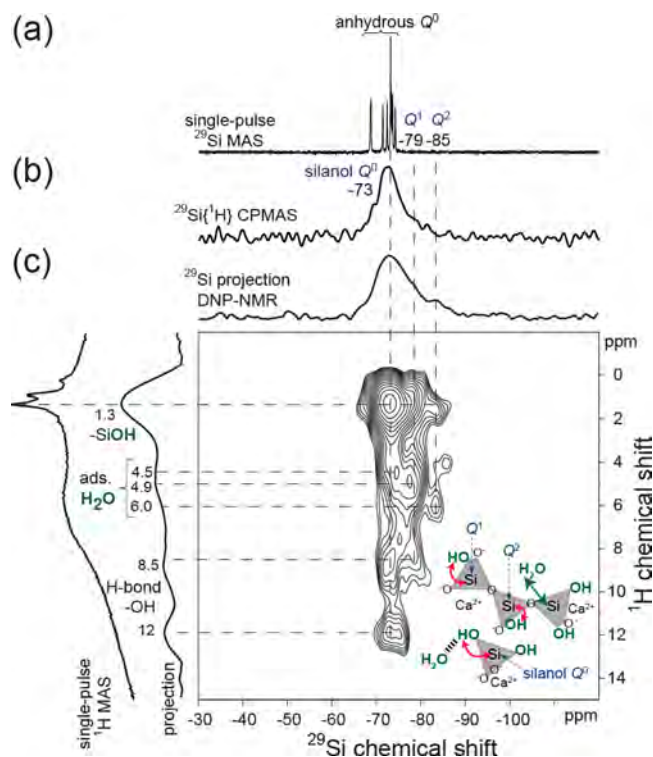 (a)
anhydrous Q⁰
single-pulse
²⁹Si MAS
Q¹
Q²
-79
-85
(b)
silanol Q⁰
-73
²⁹Si{¹H} CPMAS
(c)
²⁹Si projection
DNP-NMR
ppm
0
2
4
6
8
10
12
14
¹H chemical shift
1.3
-SiOH
ads.
H₂O
4.5
4.9
6.0
8.5
H-bond
-OH
12
single-pulse
¹H MAS
projection
Q¹
Q²
HO
O⁻
H₂O
OH
Si
Si
Si
O
O
O
O
O
Ca²⁺
Ca²⁺
OH
OH
HO
OH
Si
H₂O
O
O
Ca²⁺
silanol Q⁰
-30 -40 -50 -60 -70 -80 -90 -100 ppm
²⁹Si chemical shift